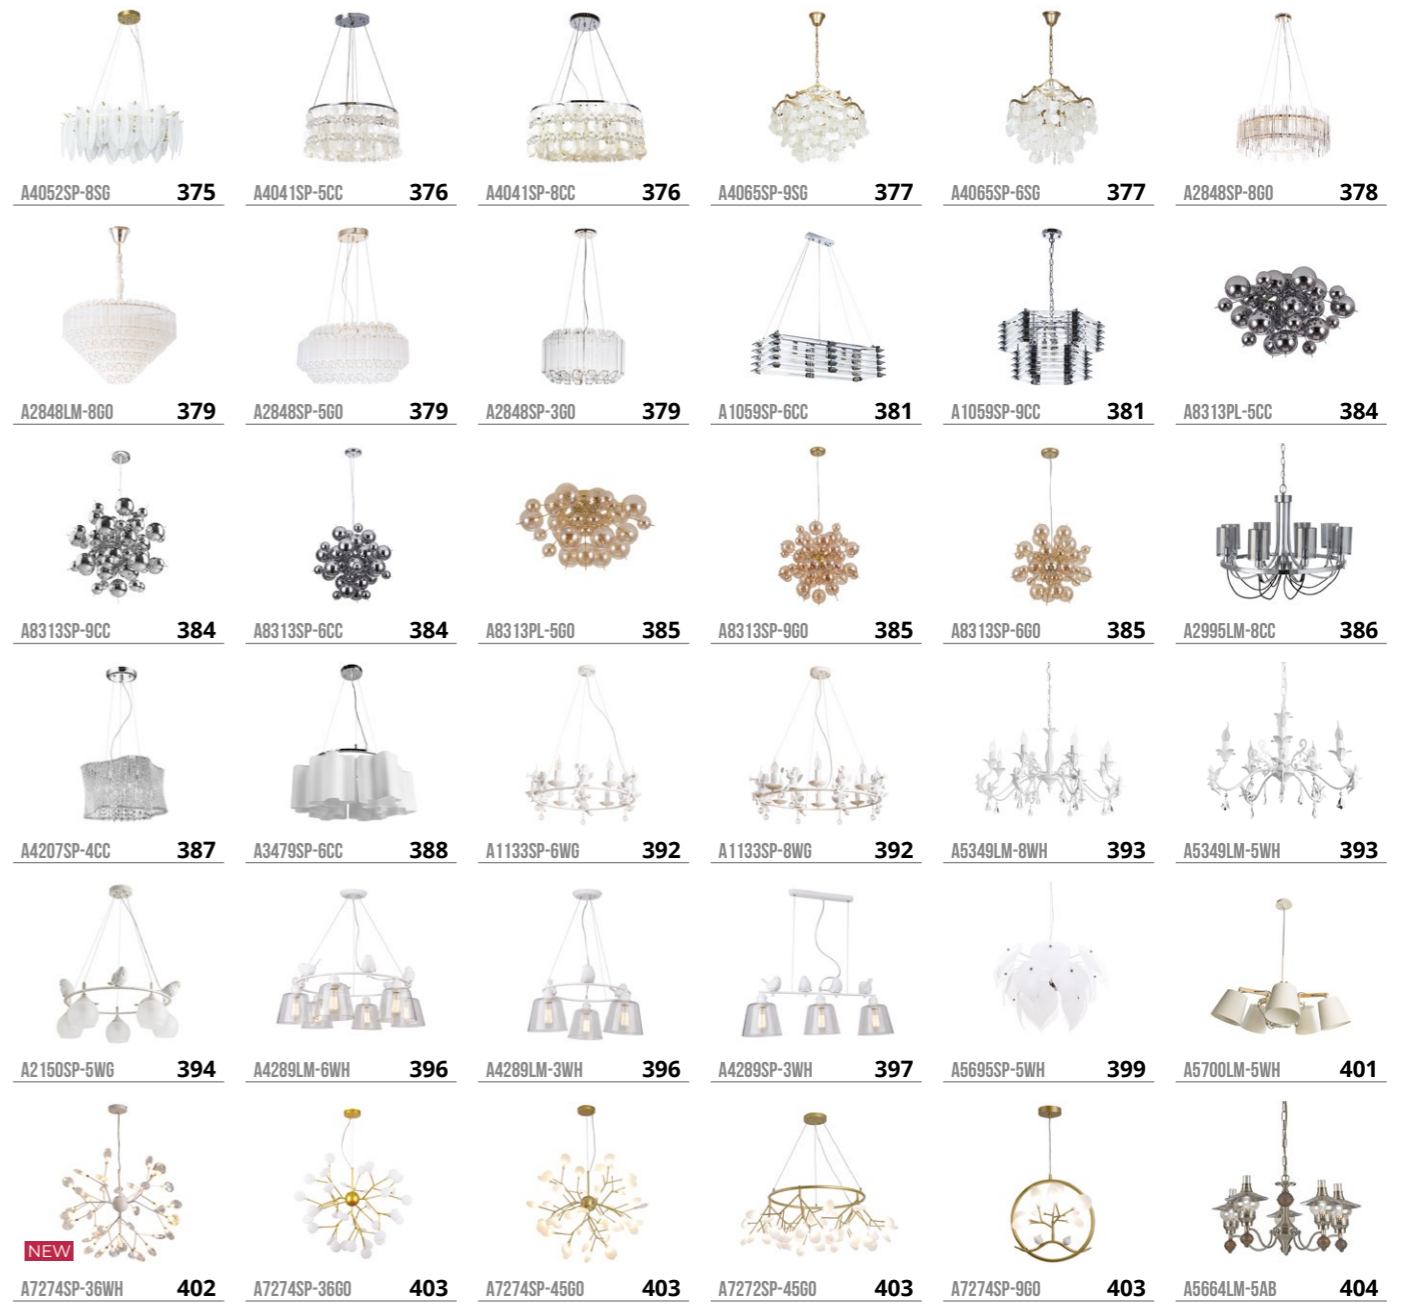 A4052SP-8SG 375 A4041SP-5CC 376 A4041SP-8CC 376 A4065SP-9SG 377 A4065SP-6SG 377 A2848SP-8GO 378
A2848LM-8GO 379 A2848SP-5GO 379 A2848SP-3GO 379 A1059SP-6CC 381 A1059SP-9CC 381 A8313PL-5CC 384
A8313SP-9CC 384 A8313SP-6CC 384 A8313PL-5GO 385 A8313SP-9GO 385 A8313SP-6GO 385 A2995LM-8CC 386
A4207SP-4CC 387 A3479SP-6CC 388 A1133SP-6WG 392 A1133SP-8WG 392 A5349LM-8WH 393 A5349LM-5WH 393
A2150SP-5WG 394 A4289LM-6WH 396 A4289LM-3WH 396 A4289SP-3WH 397 A5695SP-5WH 399 A5700LM-5WH 401
NEW
A7274SP-36WH 402 A7274SP-36GO 403 A7274SP-45GO 403 A7272SP-45GO 403 A7274SP-9GO 403 A5664LM-5AB 404